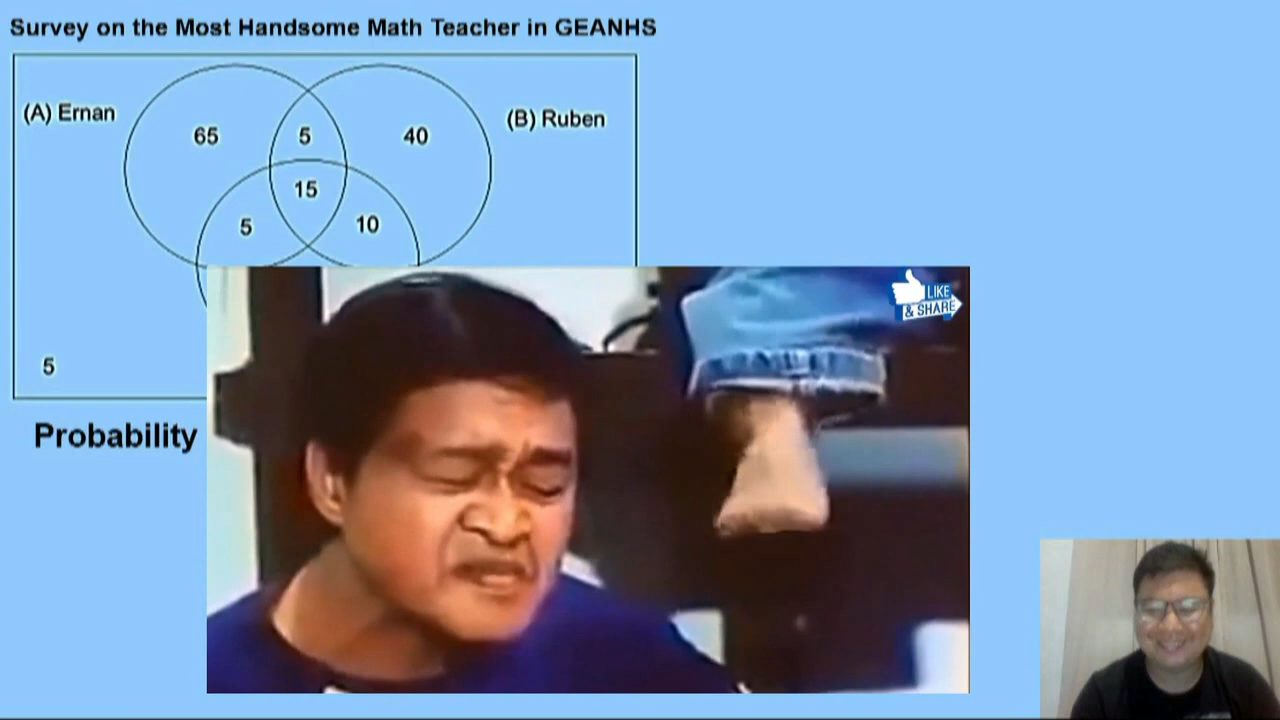 Survey on the Most Handsome Math Teacher in GEANHS
(A) Ernan
65
5
40
(B) Ruben
15
5
10
LIKE
& SHARE
5
Probability